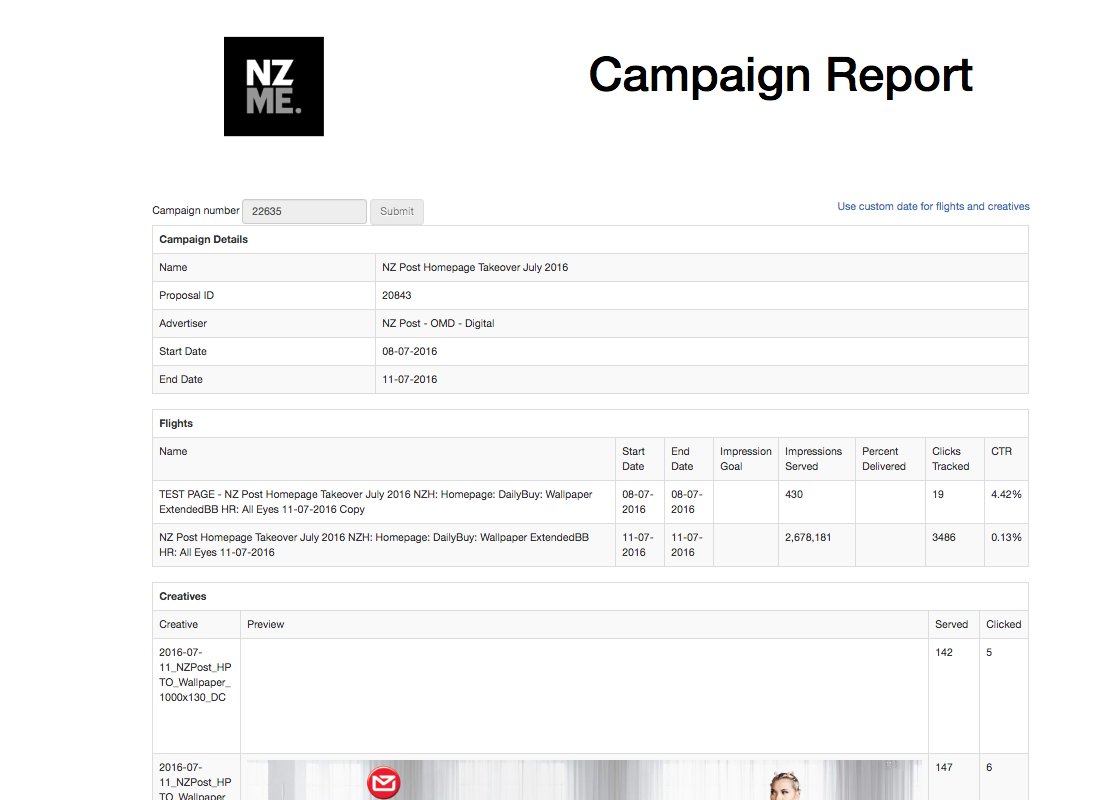 NZ
ME.
Campaign Report
Campaign number 22635 Submit
Use custom date for flights and creatives
Campaign Details
Name NZ Post Homepage Takeover July 2016
Proposal ID 20843
Advertiser NZ Post - OMD - Digital
Start Date 08-07-2016
End Date 11-07-2016
Flights
Name Start Date End Date Impression Goal Impressions Served Percent Delivered Clicks Tracked CTR
TEST PAGE - NZ Post Homepage Takeover July 2016 NZH: Homepage: DailyBuy: Wallpaper
ExtendedBB HR: All Eyes 11-07-2016 Copy
08-07-2016 08-07-2016 430 19 4.42%
NZ Post Homepage Takeover July 2016 NZH: Homepage: DailyBuy: Wallpaper ExtendedBB
HR: All Eyes 11-07-2016
11-07-2016 11-07-2016 2,678,181 3486 0.13%
Creatives
Creative Preview Served Clicked
2016-07-
11_NZPost_HP
TO_Wallpaper_
1000x130_DC
142 5
2016-07-
11_NZPost_HP
TO_Wallpaper_
147 6